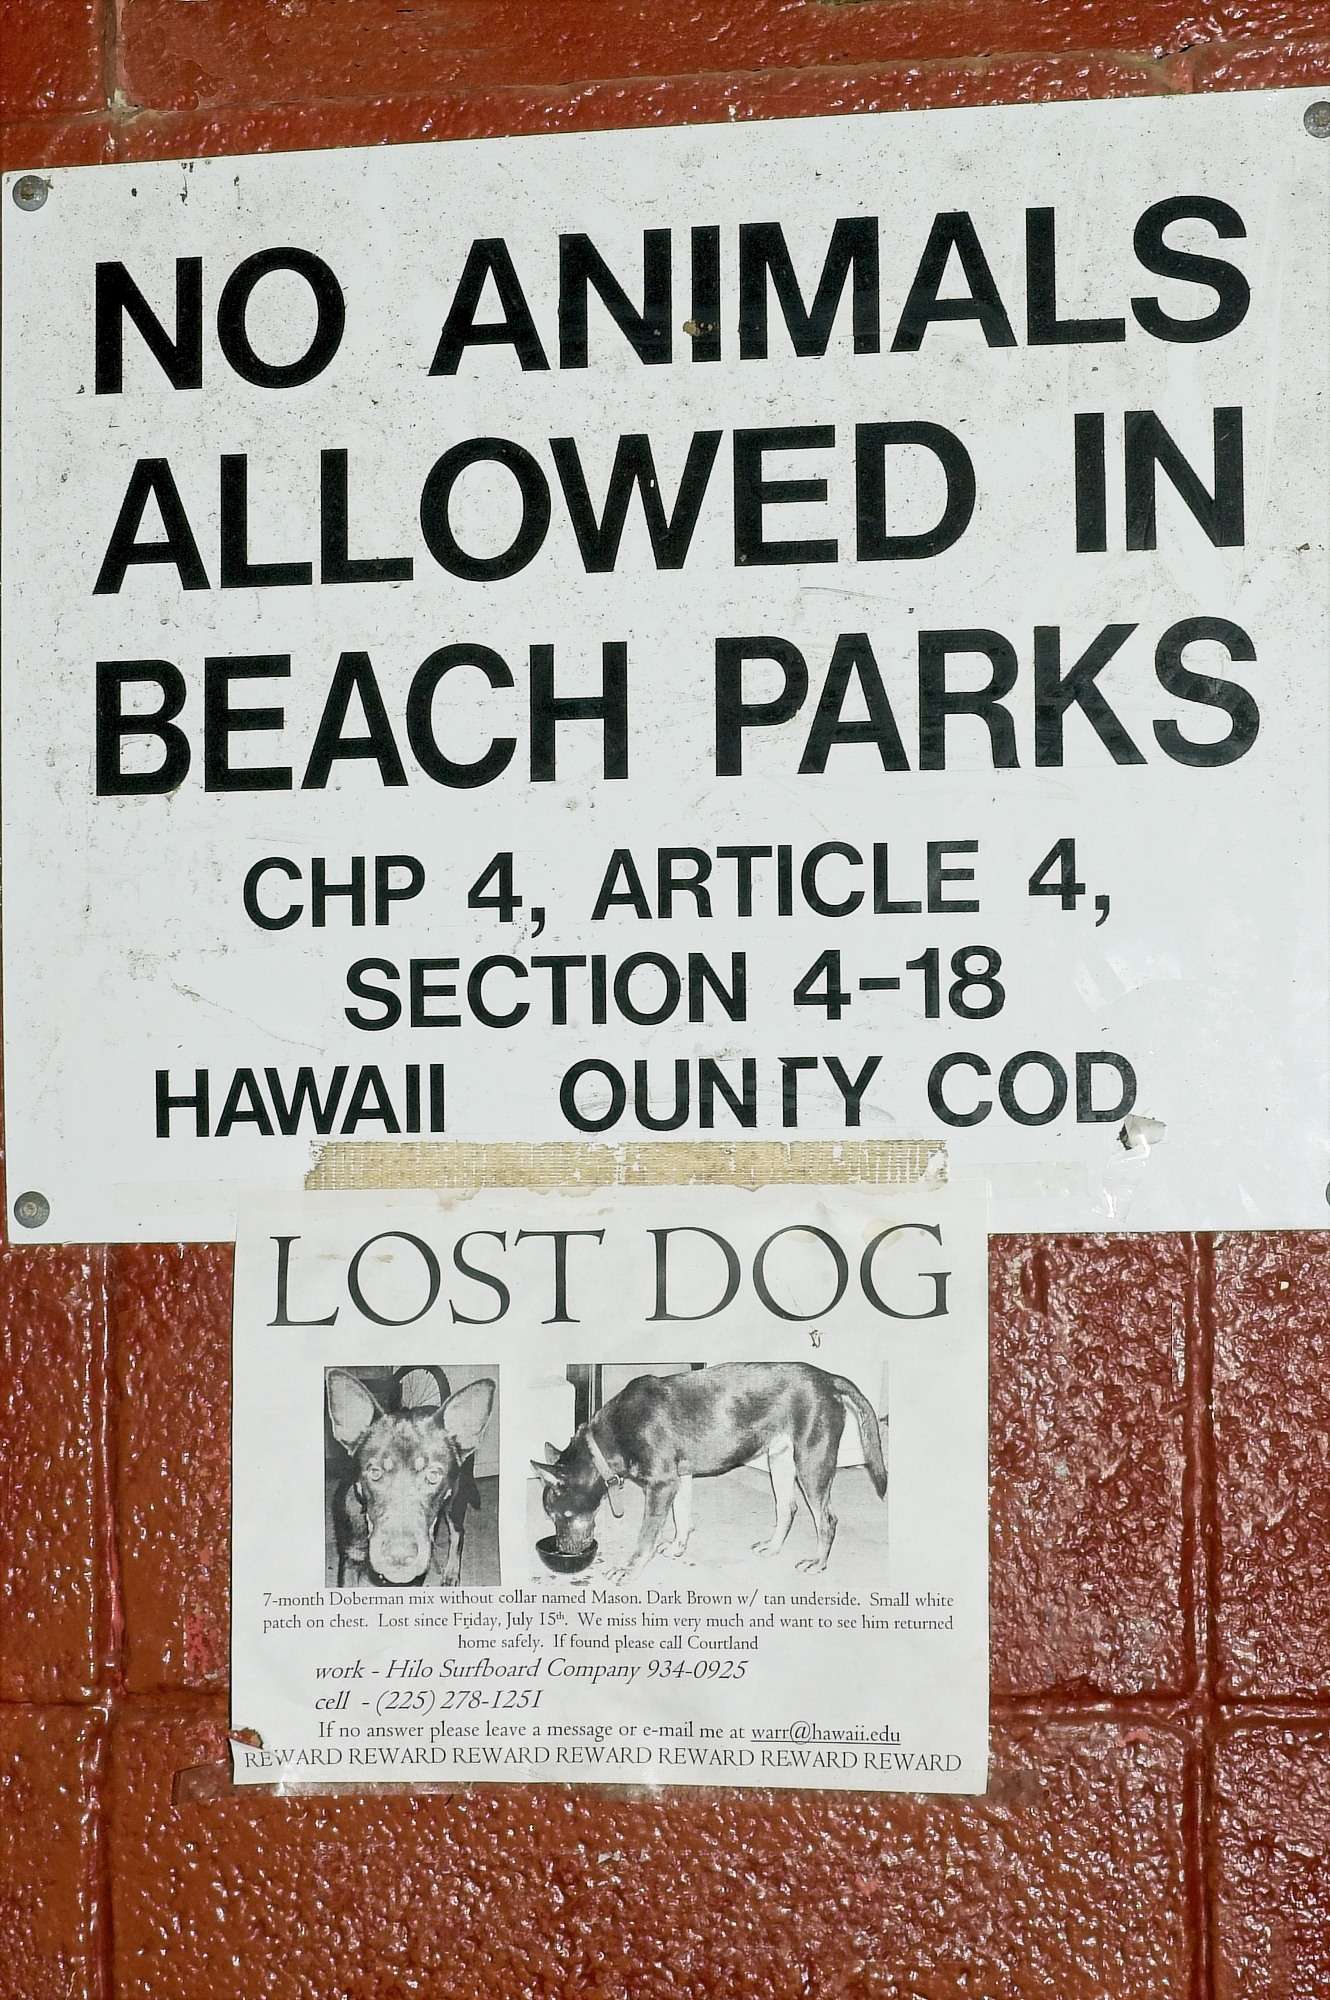 NO ANIMALS
ALLOWED IN
BEACH PARKS
CHP 4, ARTICLE 4,
SECTION 4-18
HAWAII OUNTY COD
LOST DOG
7-month Doberman mix without collar named Mason. Dark Brown w/ tan underside. Small white
patch on chest. Lost since Friday, July 15th. We miss him very much and want to see him returned
home safely. If found please call Courtland
work - Hilo Surfboard Company 934-0925
cell - (225) 278-1251
If no answer please leave a message or e-mail me at warr@hawaii.edu
REWARD REWARD REWARD REWARD REWARD REWARD REWARD